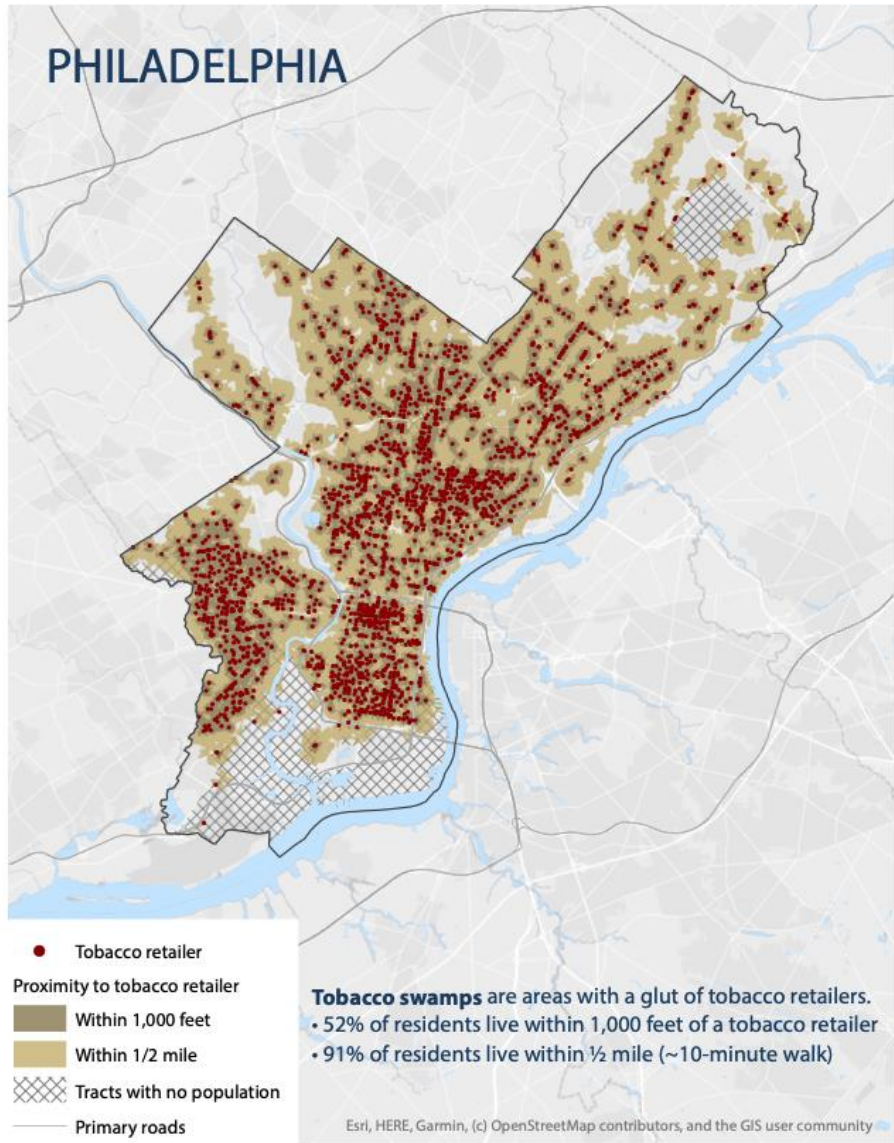 PHILADELPHIA
Tobacco retailer
Proximity to tobacco retailer
Within 1,000 feet
Within 1/2 mile
Tracts with no population
Primary roads
Tobacco swamps are areas with a glut of tobacco retailers.
• 52% of residents live within 1,000 feet of a tobacco retailer
• 91% of residents live within ½ mile (~10-minute walk)
Esri, HERE, Garmin, (c) OpenStreetMap contributors, and the GIS user community